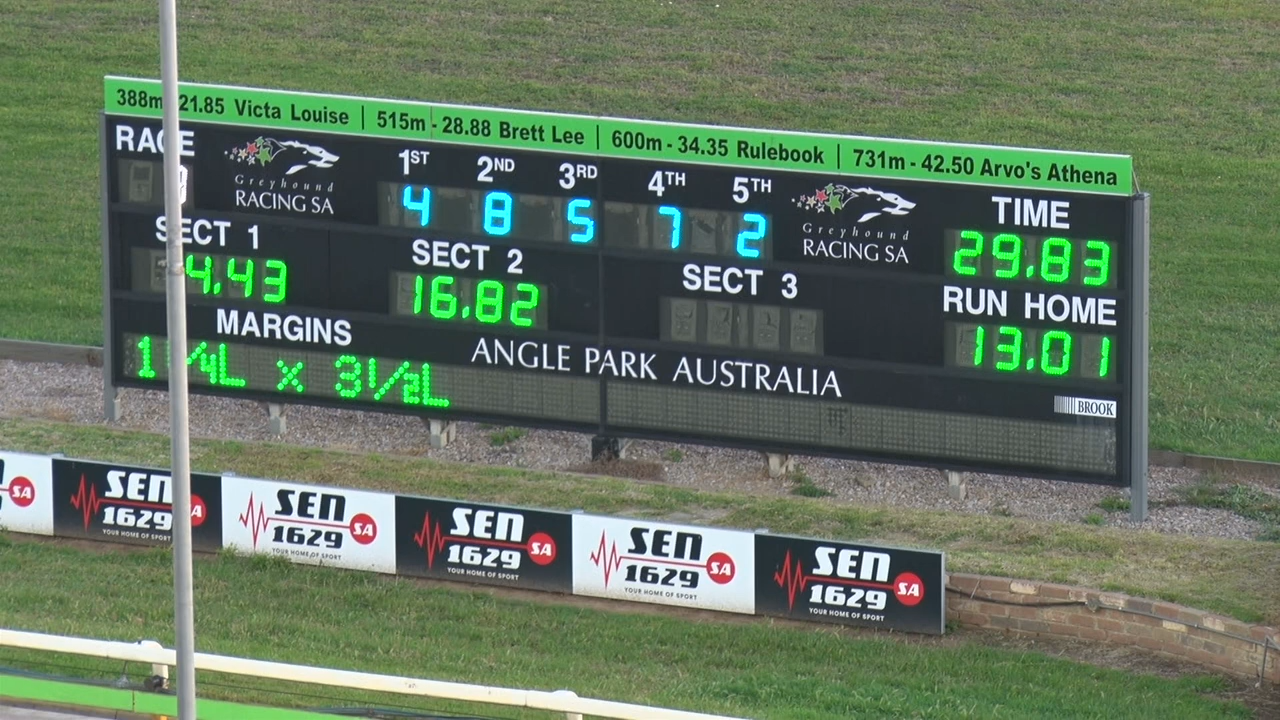 388m 21.85 Victa Louise | 515m - 28.88 Brett Lee | 600m - 34.35 Rulebook | 731m - 42.50 Arvo's Athena
RACE
Greyhound
RACING SA
1ST 2ND 3RD 4TH 5TH
4 8 5 7 2
Greyhound
RACING SA
TIME
29.83
SECT 1
4.43
SECT 2
16.82
SECT 3
RUN HOME
13.01
MARGINS
1 1/4L x 3 1/2L
ANGLE PARK AUSTRALIA
BROOK
SA
SEN
1629
SA
YOUR HOME OF SPORT
SEN
1629
SA
YOUR HOME OF SPORT
SEN
1629
SA
YOUR HOME OF SPORT
SEN
1629
SA
YOUR HOME OF SPORT
SEN
1629
SA
YOUR HOME OF SPORT